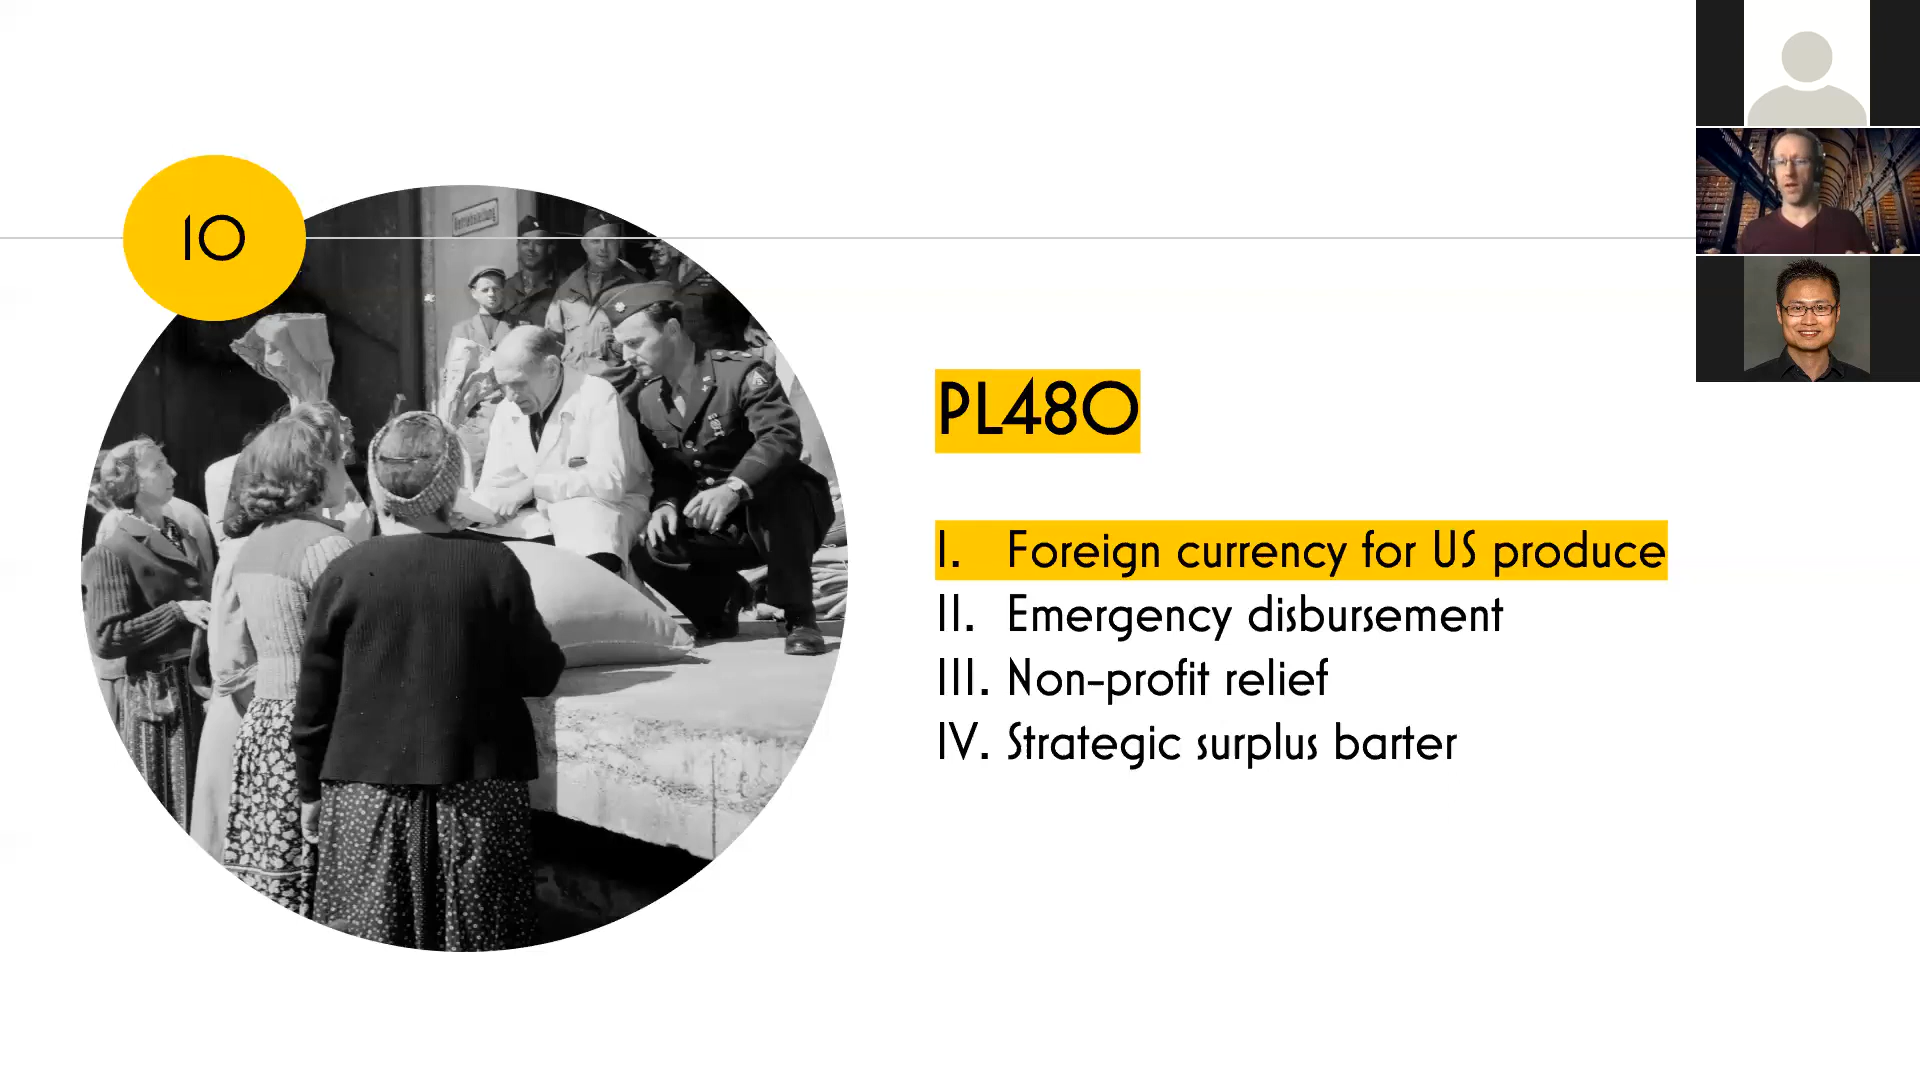 10
PL480
I. Foreign currency for US produce
II. Emergency disbursement
III. Non-profit relief
IV. Strategic surplus barter